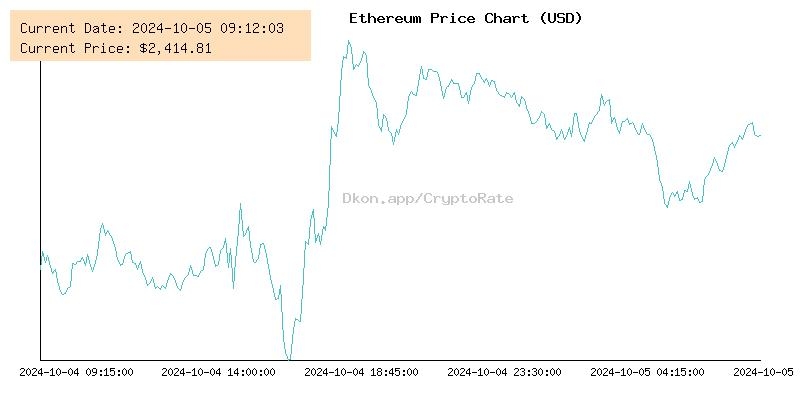 Ethereum Price Chart (USD)
Current Date: 2024-10-05 09:12:03
Current Price: $2,414.81
Dkon.app/CryptoRate
2024-10-04 09:15:00 2024-10-04 14:00:00 2024-10-04 18:45:00 2024-10-04 23:30:00 2024-10-05 04:15:00 2024-10-05